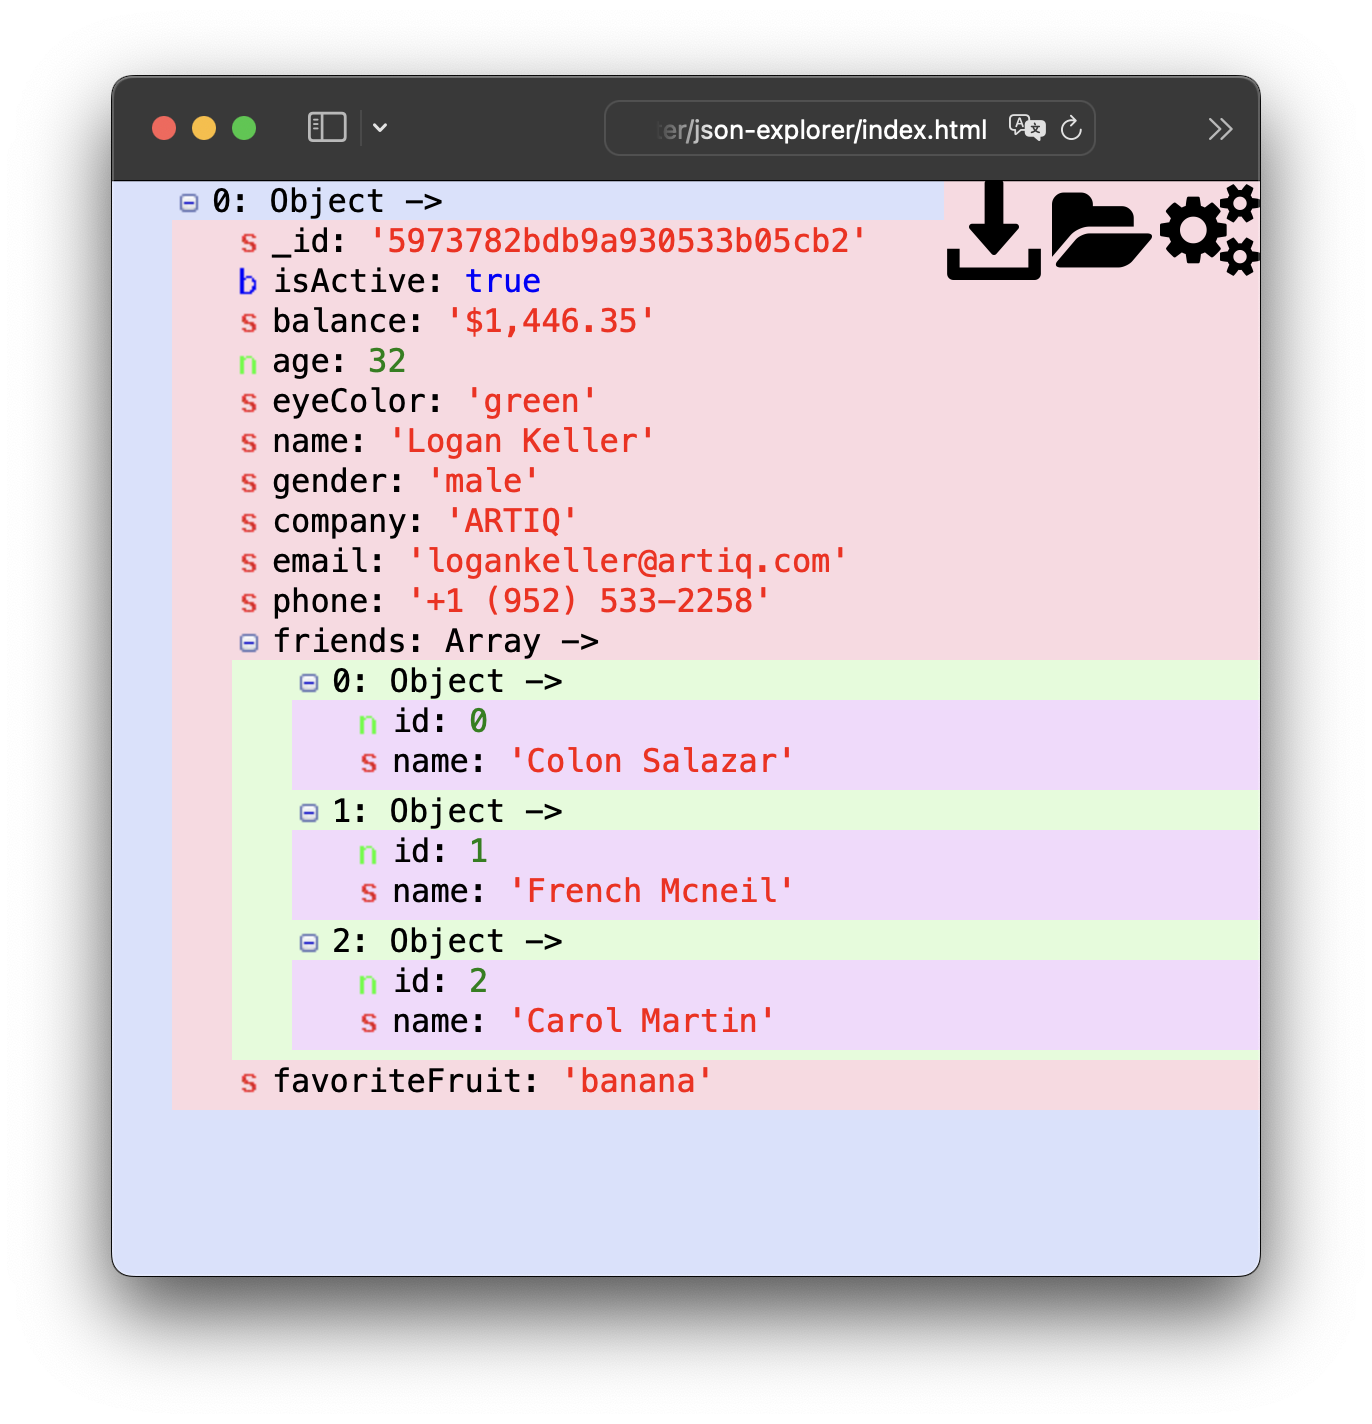 ter/json-explorer/index.html
0: Object ->
s _id: '5973782bdb9a930533b05cb2'
b isActive: true
s balance: '$1,446.35'
n age: 32
s eyeColor: 'green'
s name: 'Logan Keller'
s gender: 'male'
s company: 'ARTIQ'
s email: 'logankeller@artiq.com'
s phone: '+1 (952) 533-2258'
friends: Array ->
0: Object ->
n id: 0
s name: 'Colon Salazar'
1: Object ->
n id: 1
s name: 'French Mcneil'
2: Object ->
n id: 2
s name: 'Carol Martin'
s favoriteFruit: 'banana'